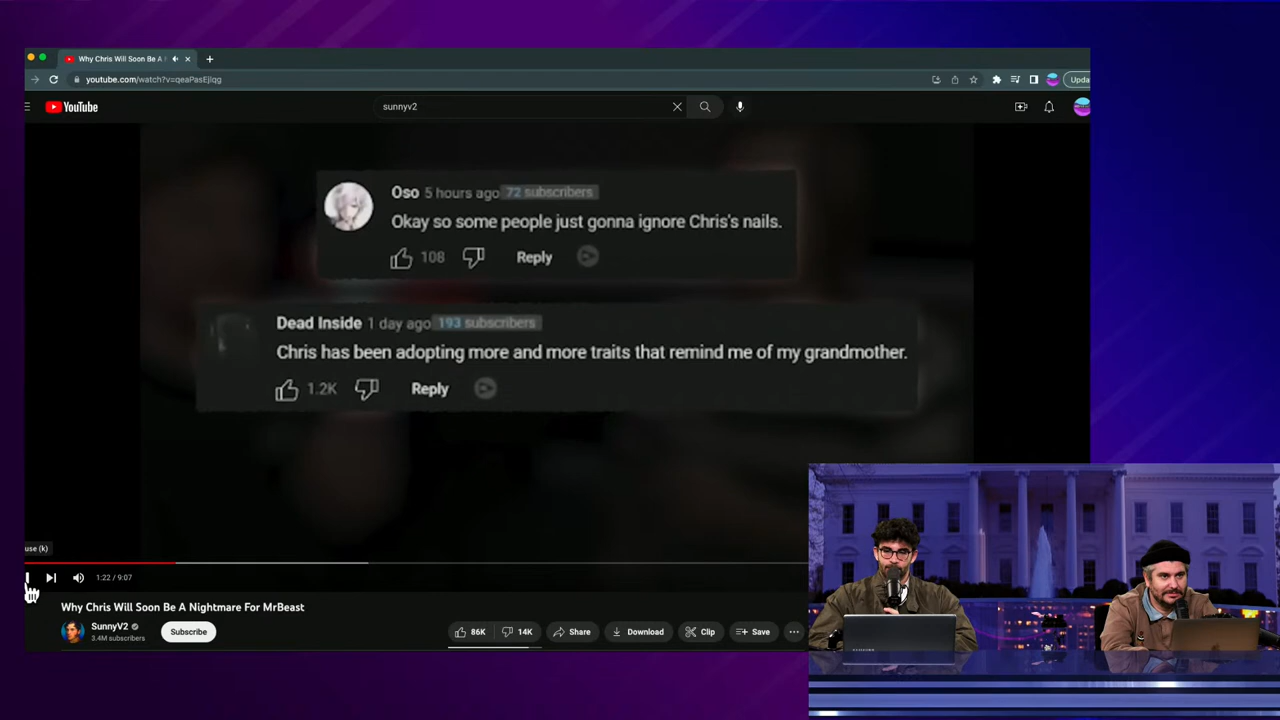 Why Chris Will Soon Be A
youtube.com/watch?v=qeaPasEjlqg
Upda
YouTube
sunnyv2
Oso 5 hours ago 72 subscribers
Okay so some people just gonna ignore Chris's nails.
108 Reply
Dead Inside 1 day ago 193 subscribers
Chris has been adopting more and more traits that remind me of my grandmother.
1.2K Reply
use (k)
1:22 / 9:07
Why Chris Will Soon Be A Nightmare For MrBeast
SunnyV2
3.4M subscribers
Subscribe
86K
14K
Share
Download
Clip
Save